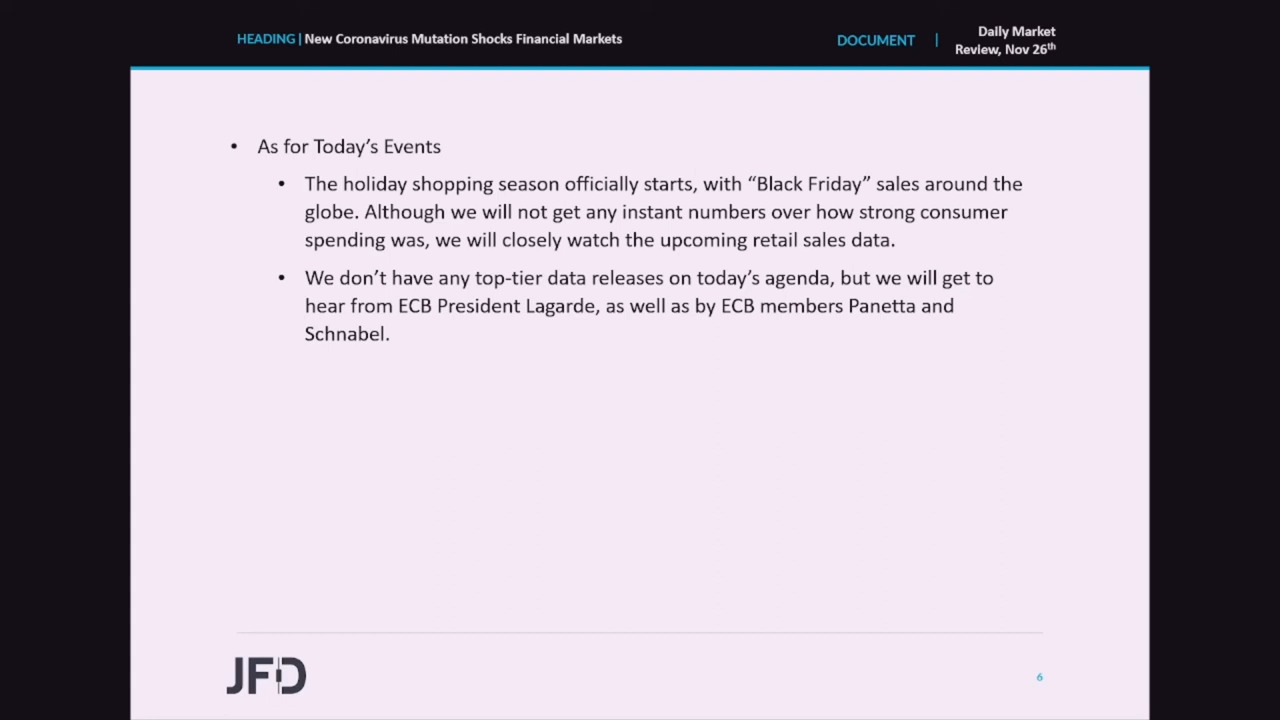 HEADING | New Coronavirus Mutation Shocks Financial Markets
DOCUMENT | Daily Market
Review, Nov 26th
• As for Today’s Events
• The holiday shopping season officially starts, with “Black Friday” sales around the
globe. Although we will not get any instant numbers over how strong consumer
spending was, we will closely watch the upcoming retail sales data.
• We don’t have any top-tier data releases on today’s agenda, but we will get to
hear from ECB President Lagarde, as well as by ECB members Panetta and
Schnabel.
JFD
6